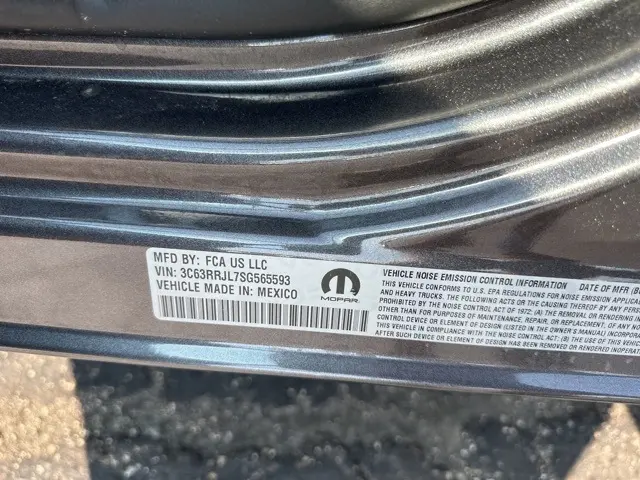 MFD BY: FCA US LLC
VIN: 3C63RRJL7SG565593
VEHICLE MADE IN: MEXICO
MOPAR
VEHICLE NOISE EMISSION CONTROL INFORMATION DATE OF MFR
THIS VEHICLE CONFORMS TO U.S. EPA REGULATIONS FOR NOISE EMISSION
AND HEAVY TRUCKS. THE FOLLOWING ACTS OR CAUSING THEREOF BY ANY
PROHIBITED BY THE NOISE CONTROL ACT OF 1972; (A) THE REMOVAL OR RENDERING
OTHER THAN FOR PURPOSES OF MAINTENANCE, REPAIR, OR REPLACEMENT, OF ANY
DEVICE OR ELEMENT OF DESIGN (LISTED IN THE OWNER'S MANUAL)
THIS VEHICLE IN COMPLIANCE WITH THE NOISE CONTROL ACT: (B) THE USE OF THIS
AFTER SUCH DEVICE OR ELEMENT OF DESIGN HAS BEEN REMOVED OR RENDERED